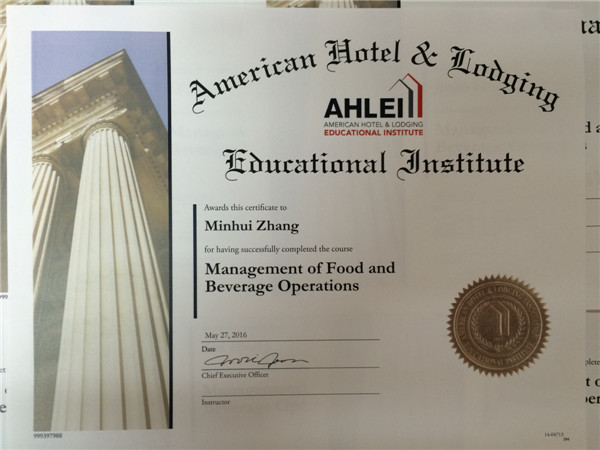 American Hotel & Lodging
AHLEI
AMERICAN HOTEL & LODGING
EDUCATIONAL INSTITUTE
Educational Institute
Awards this certificate to
Minhui Zhang
for having successfully completed the course
Management of Food and
Beverage Operations
May 27, 2016
Date
Chief Executive Officer
Instructor
999397988